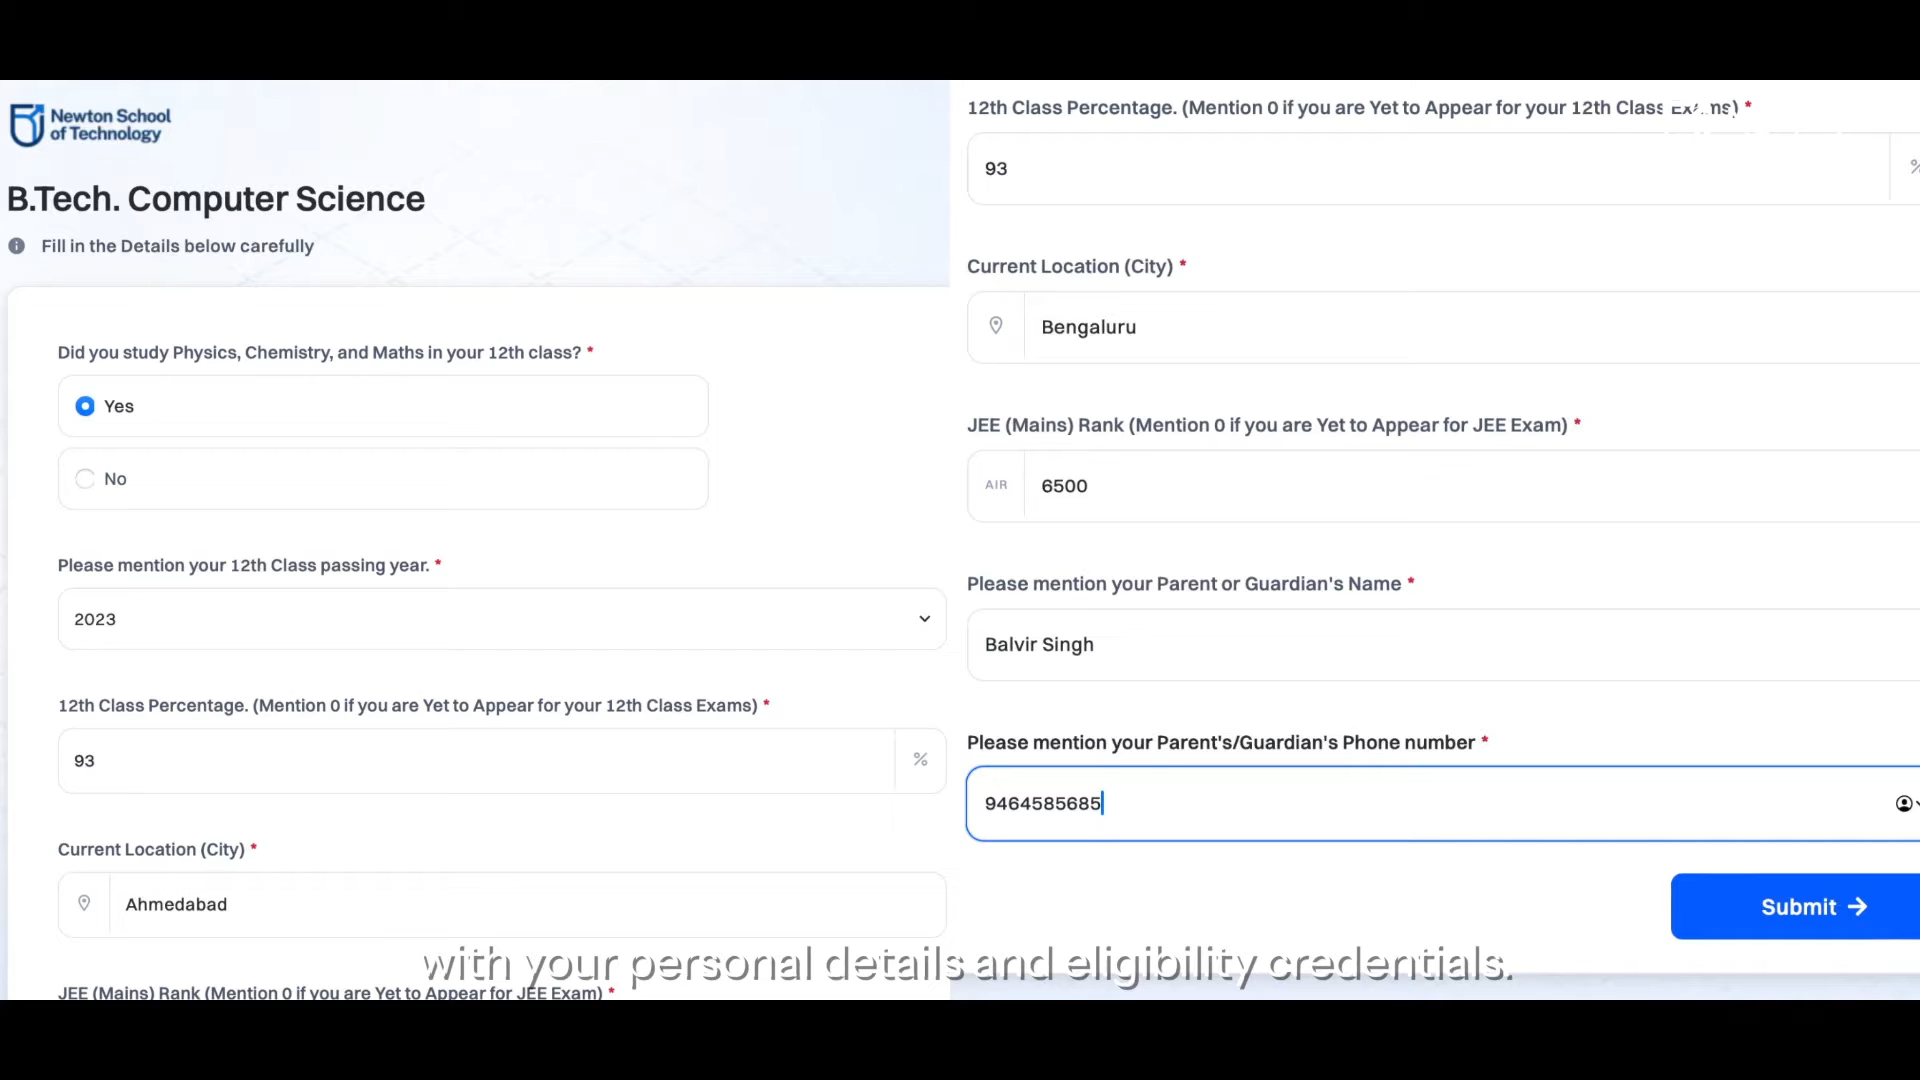 Newton School
of Technology
B.Tech. Computer Science
Fill in the Details below carefully
Did you study Physics, Chemistry, and Maths in your 12th class? *
Yes
No
Please mention your 12th Class passing year. *
2023
12th Class Percentage. (Mention 0 if you are Yet to Appear for your 12th Class Exams) *
93 %
Current Location (City) *
Ahmedabad
JEE (Mains) Rank (Mention 0 if you are Yet to Appear for JEE Exam) *
12th Class Percentage. (Mention 0 if you are Yet to Appear for your 12th Class Exams) *
93 %
Current Location (City) *
Bengaluru
JEE (Mains) Rank (Mention 0 if you are Yet to Appear for JEE Exam) *
AIR 6500
Please mention your Parent or Guardian's Name *
Balvir Singh
Please mention your Parent's/Guardian's Phone number *
9464585685
Submit →
with your personal details and eligibility credentials.